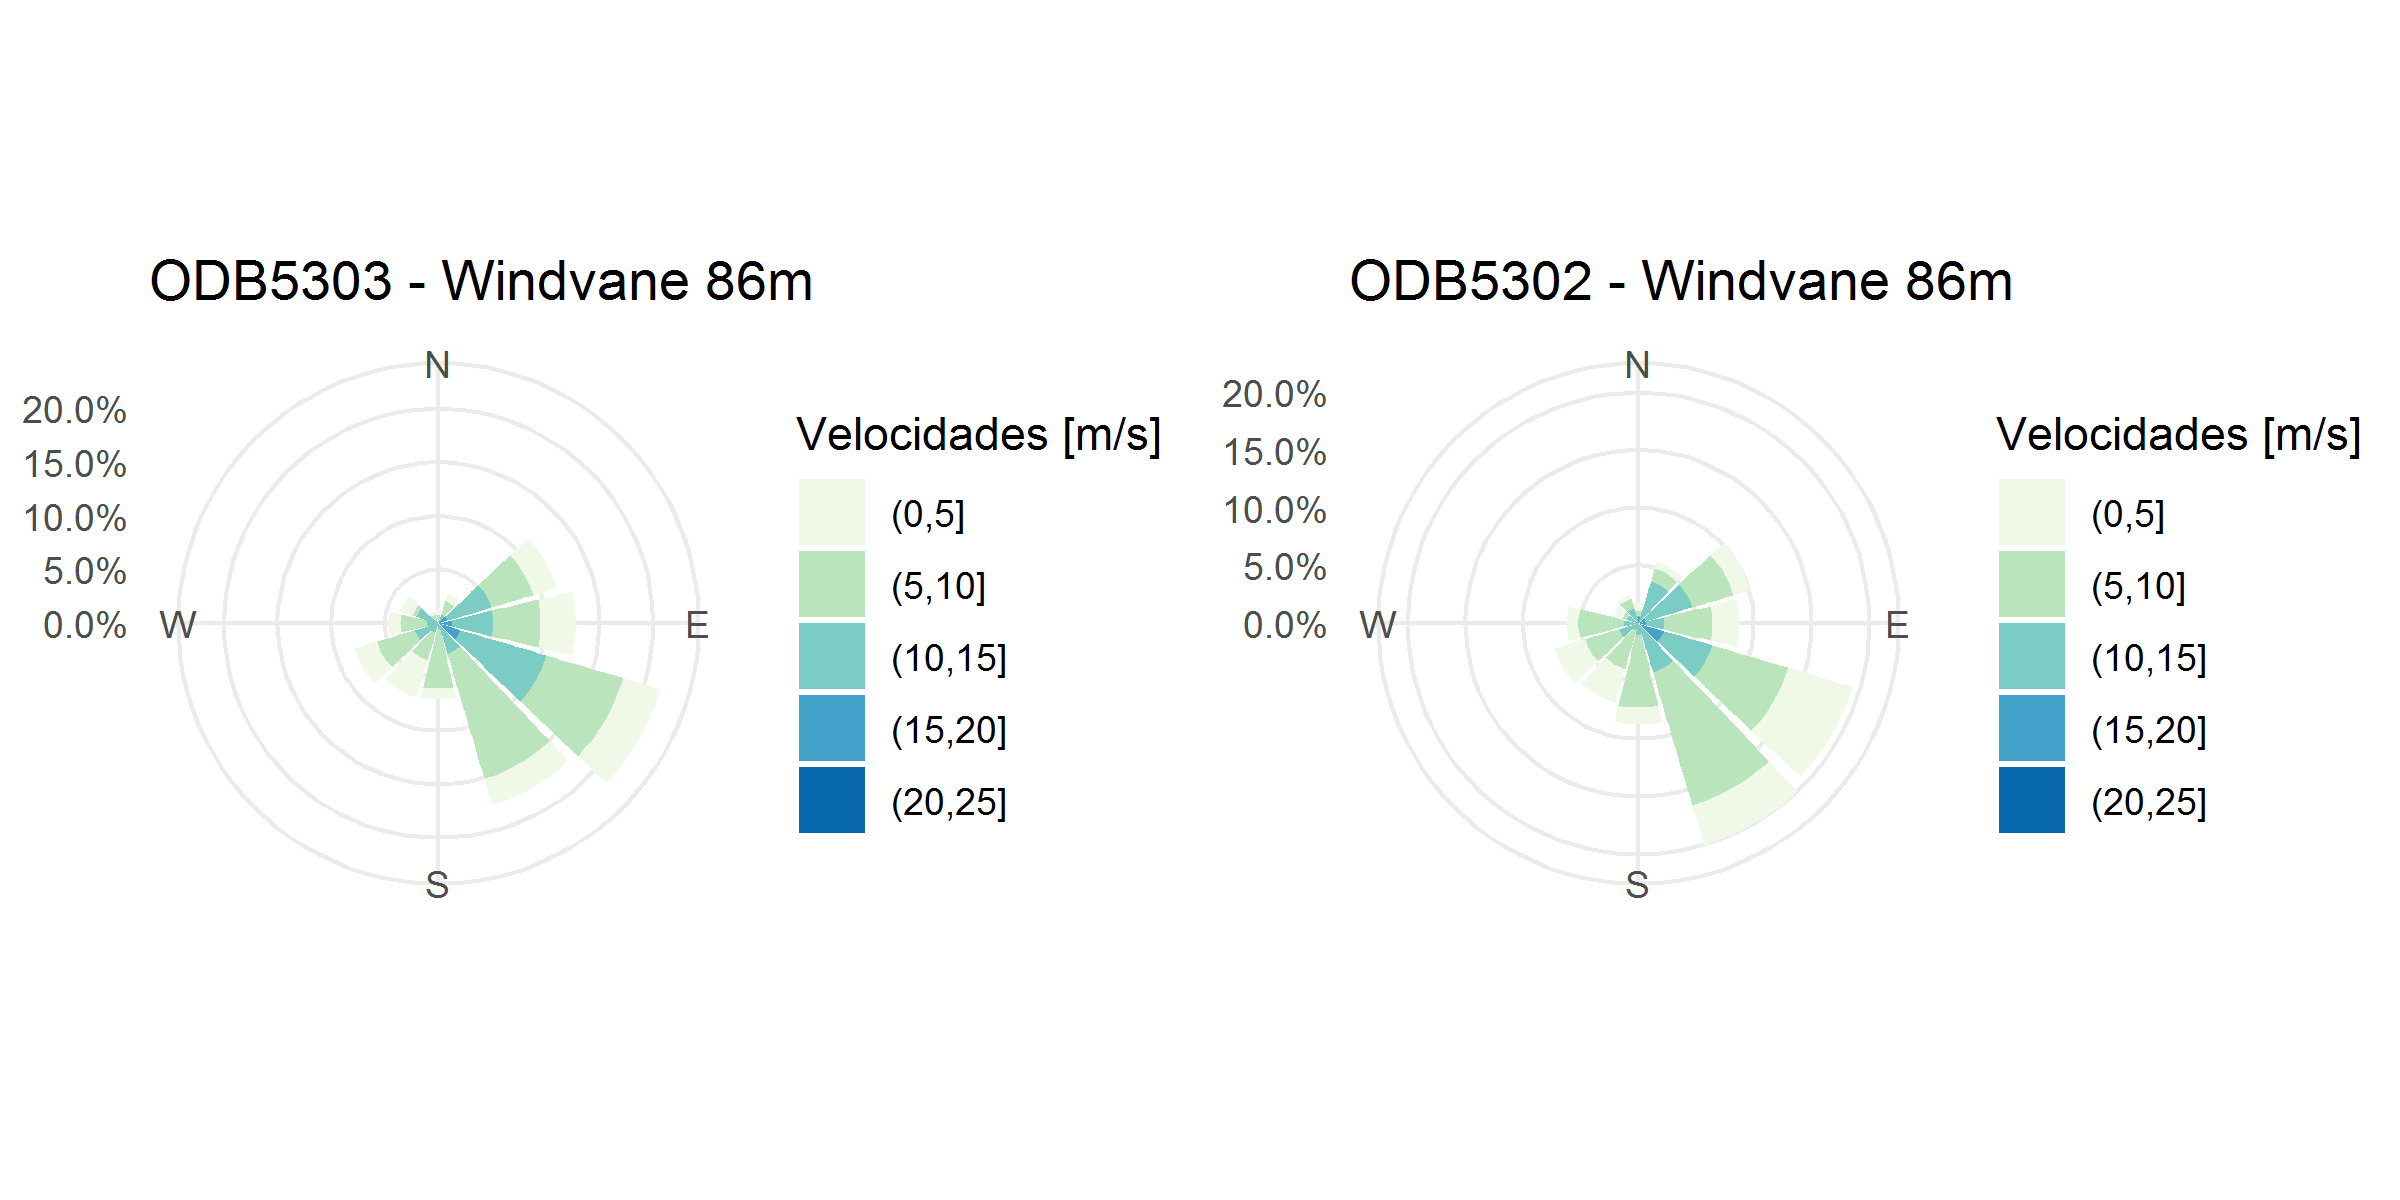 ODB5303 - Windvane 86m
N
20.0%
15.0%
10.0%
5.0%
0.0%
W
E
S
Velocidades [m/s]
(0,5]
(5,10]
(10,15]
(15,20]
(20,25]
ODB5302 - Windvane 86m
N
20.0%
15.0%
10.0%
5.0%
0.0%
W
E
S
Velocidades [m/s]
(0,5]
(5,10]
(10,15]
(15,20]
(20,25]